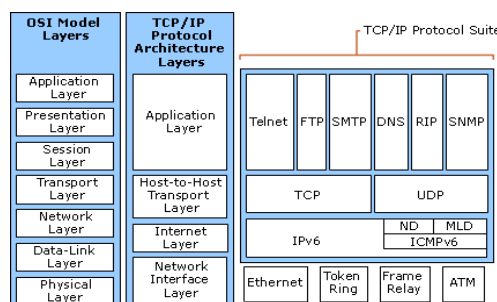 OSI Model
Layers
Application
Layer
Presentation
Layer
Session
Layer
Transport
Layer
Network
Layer
Data-Link
Layer
Physical
Layer
TCP/IP
Protocol
Architecture
Layers
Application
Layer
Host-to-Host
Transport
Layer
Internet
Layer
Network
Interface
Layer
TCP/IP Protocol Suite
Telnet FTP SMTP DNS RIP SNMP
TCP UDP
IPv6 ND MLD
ICMPv6
Ethernet
Token
Ring
Frame
Relay
ATM